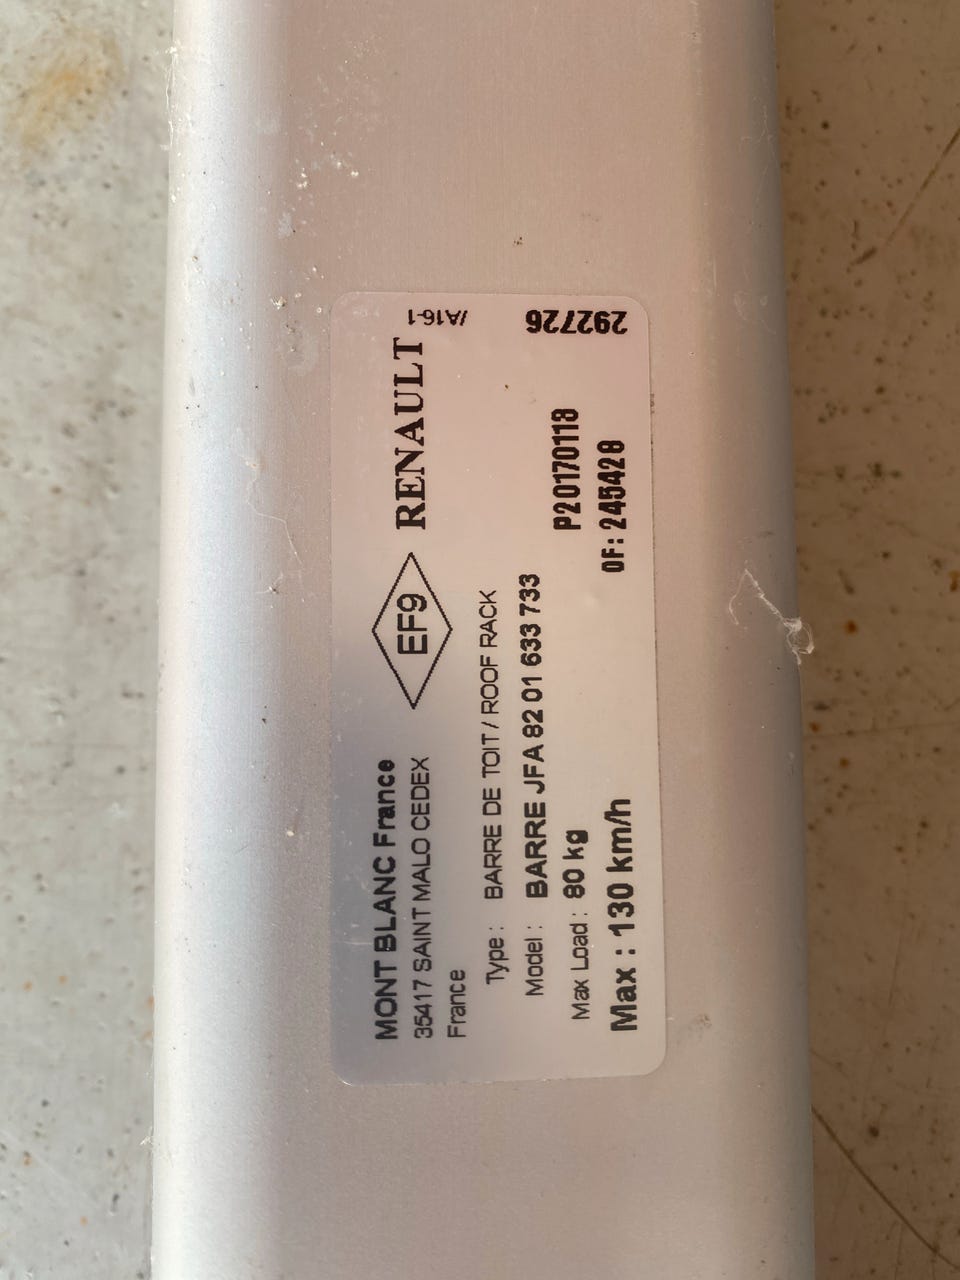 MONT BLANC France
35417 SAINT MALO CEDEX
France
EF9
RENAULT
/A16-1
Type : BARRE DE TOIT / ROOF RACK
Model : BARRE JFA 82 01 633 733
Max Load : 80 kg
Max : 130 km/h
P20170118
OF: 245428
292726